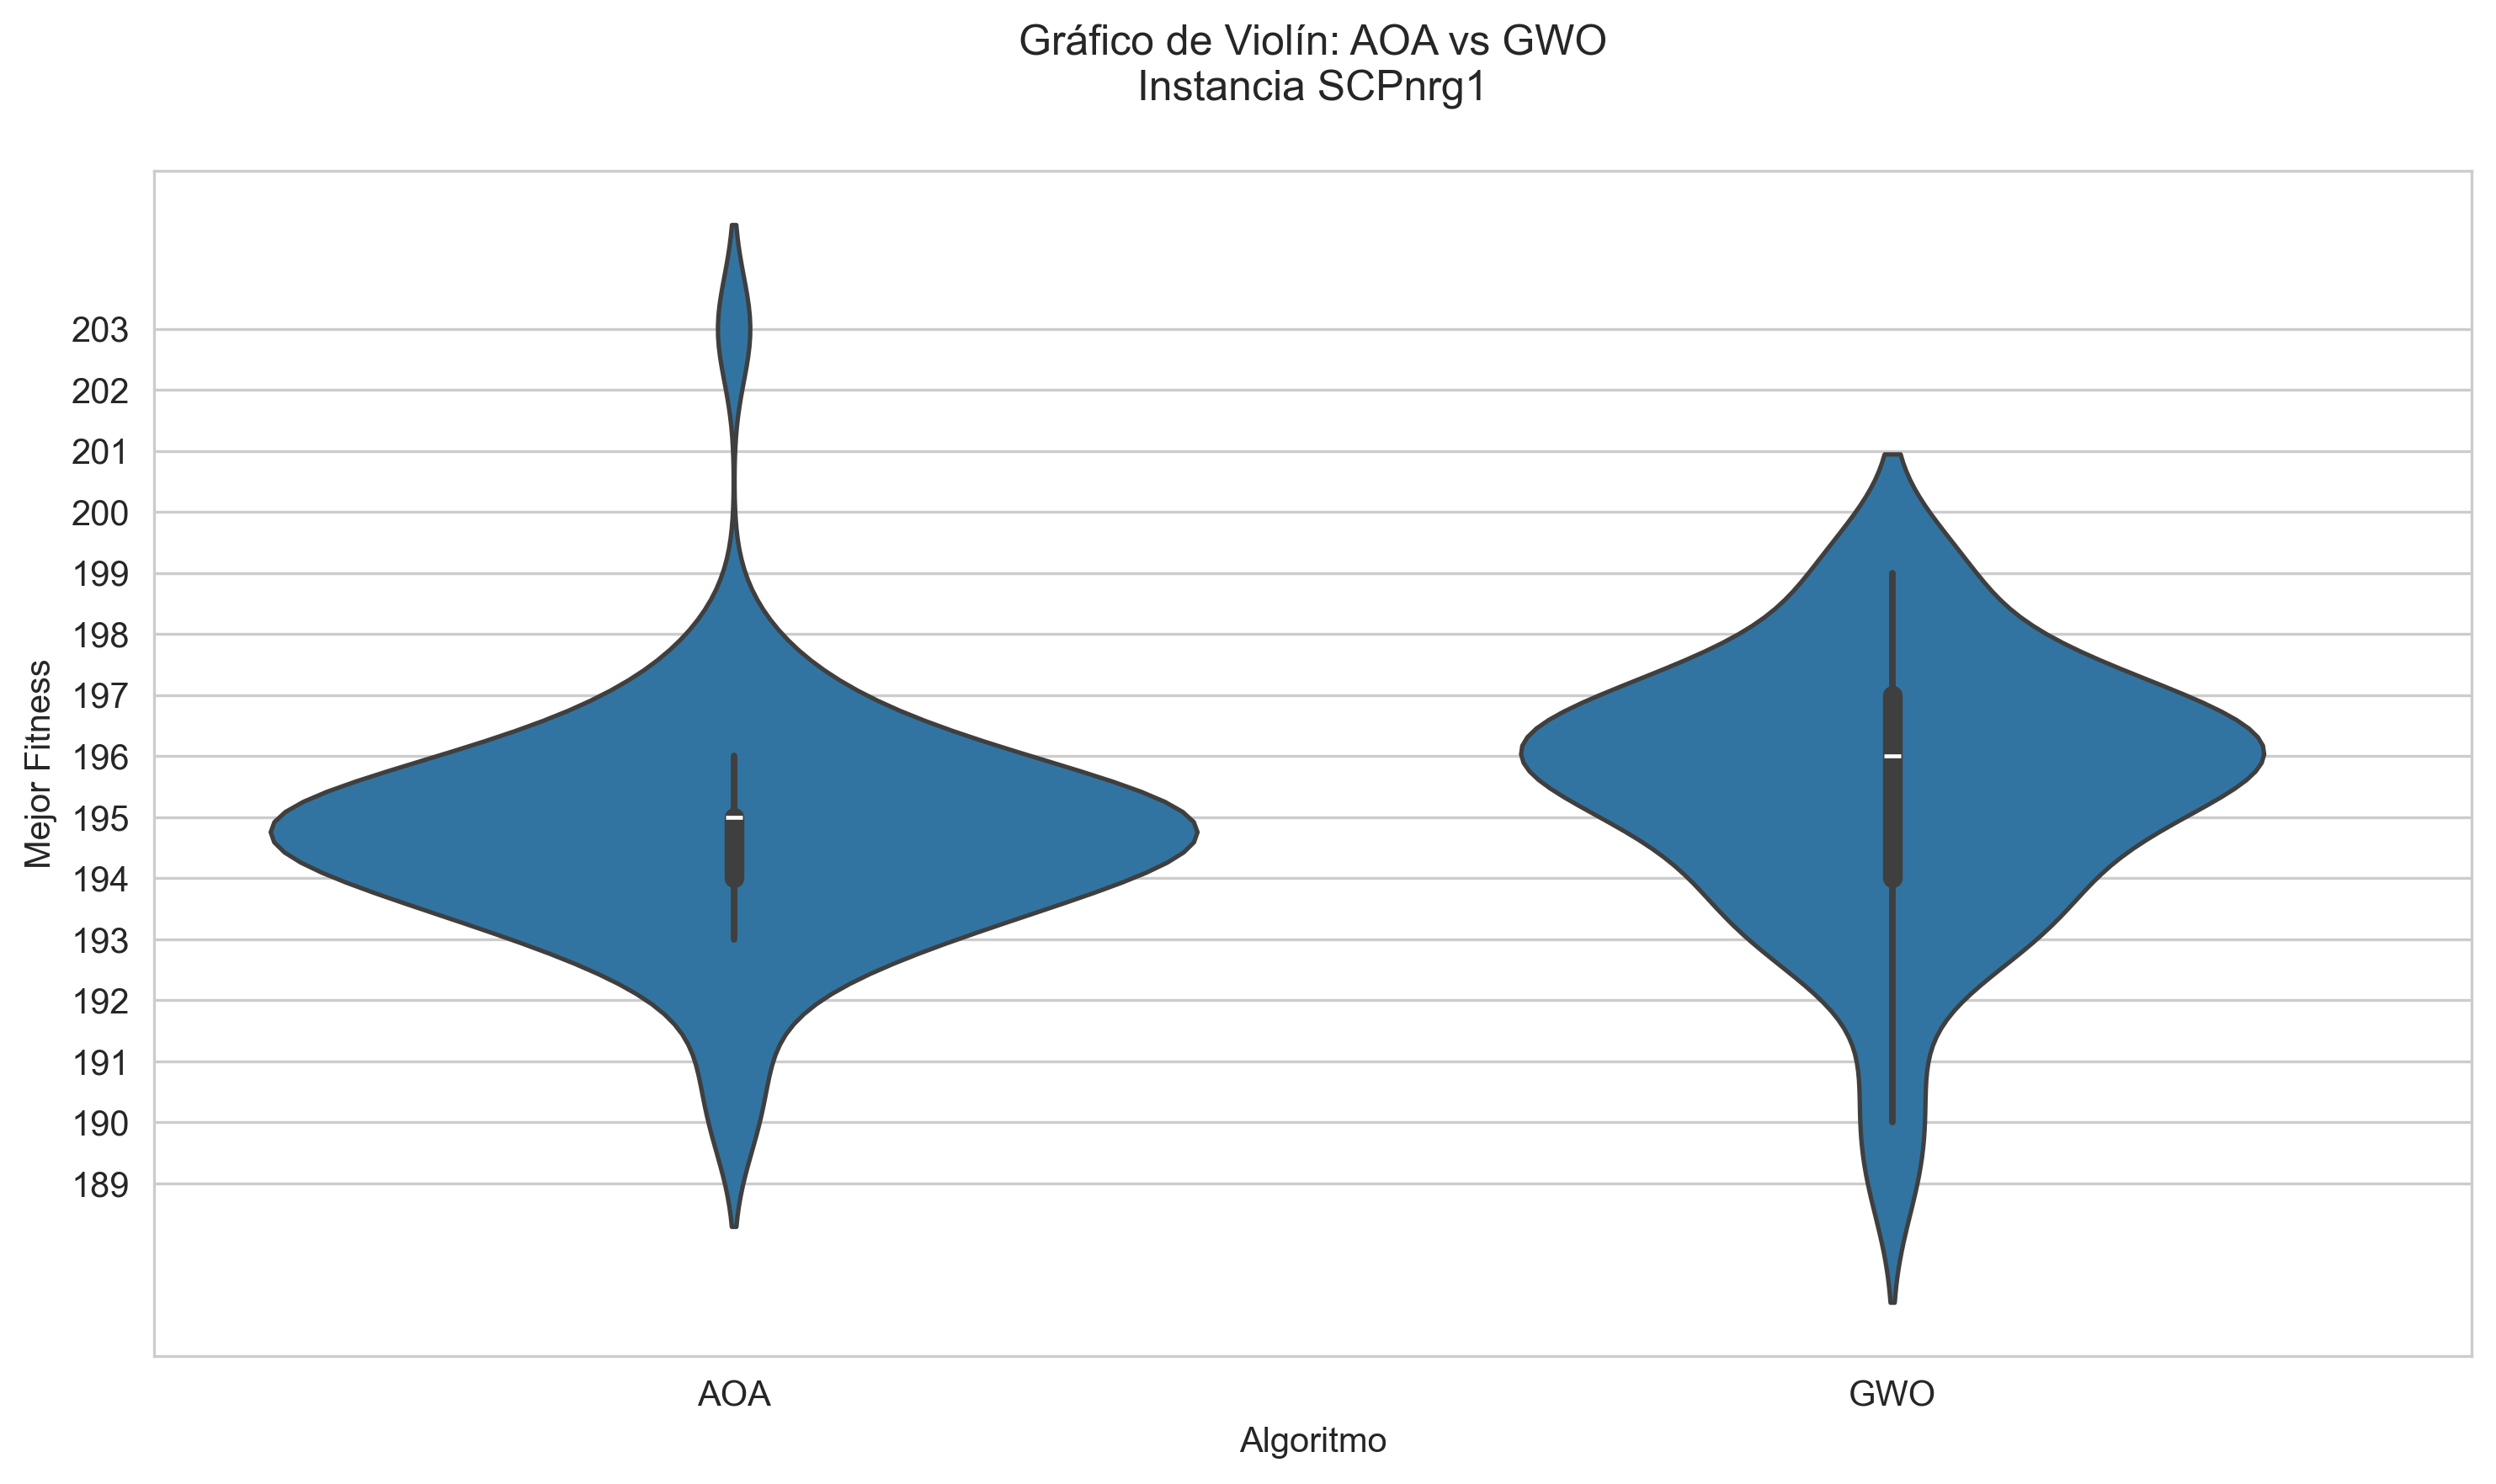 Gráfico de Violín: AOA vs GWO
Instancia SCPnrg1
Mejor Fitness
203
202
201
200
199
198
197
196
195
194
193
192
191
190
189
AOA
GWO
Algoritmo